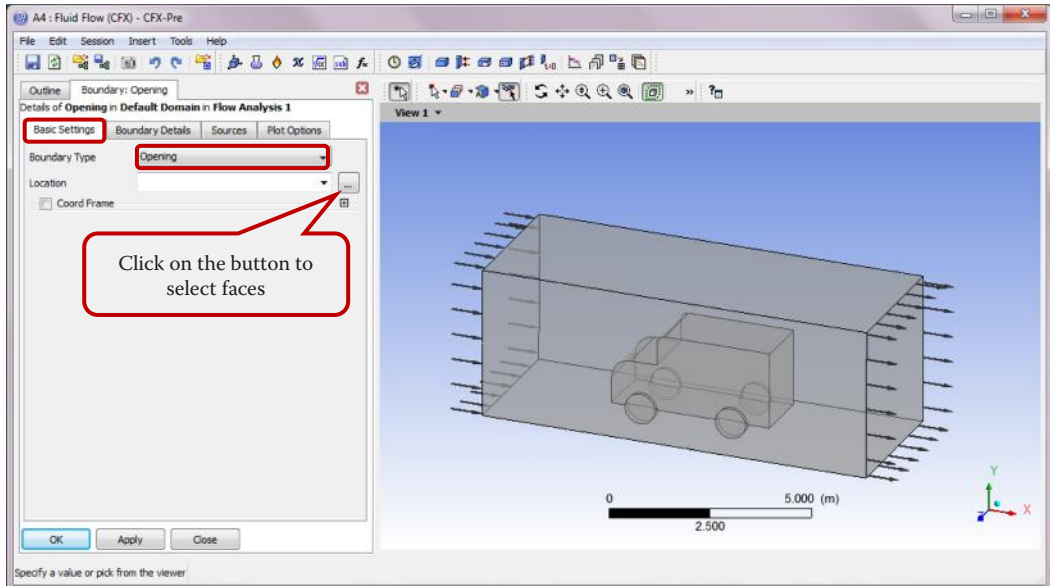 A4 : Fluid Flow (CFX) - CFX-Pre
File Edit Session Insert Tools Help
Outline Boundary: Opening
Details of Opening in Default Domain in Flow Analysis 1
Basic Settings Boundary Details Sources Plot Options
Boundary Type Opening
Location ...
Coord Frame
Click on the button to
select faces
OK Apply Close
Specify a value or pick from the viewer
View 1
0 5.000 (m)
2.500
Y
X